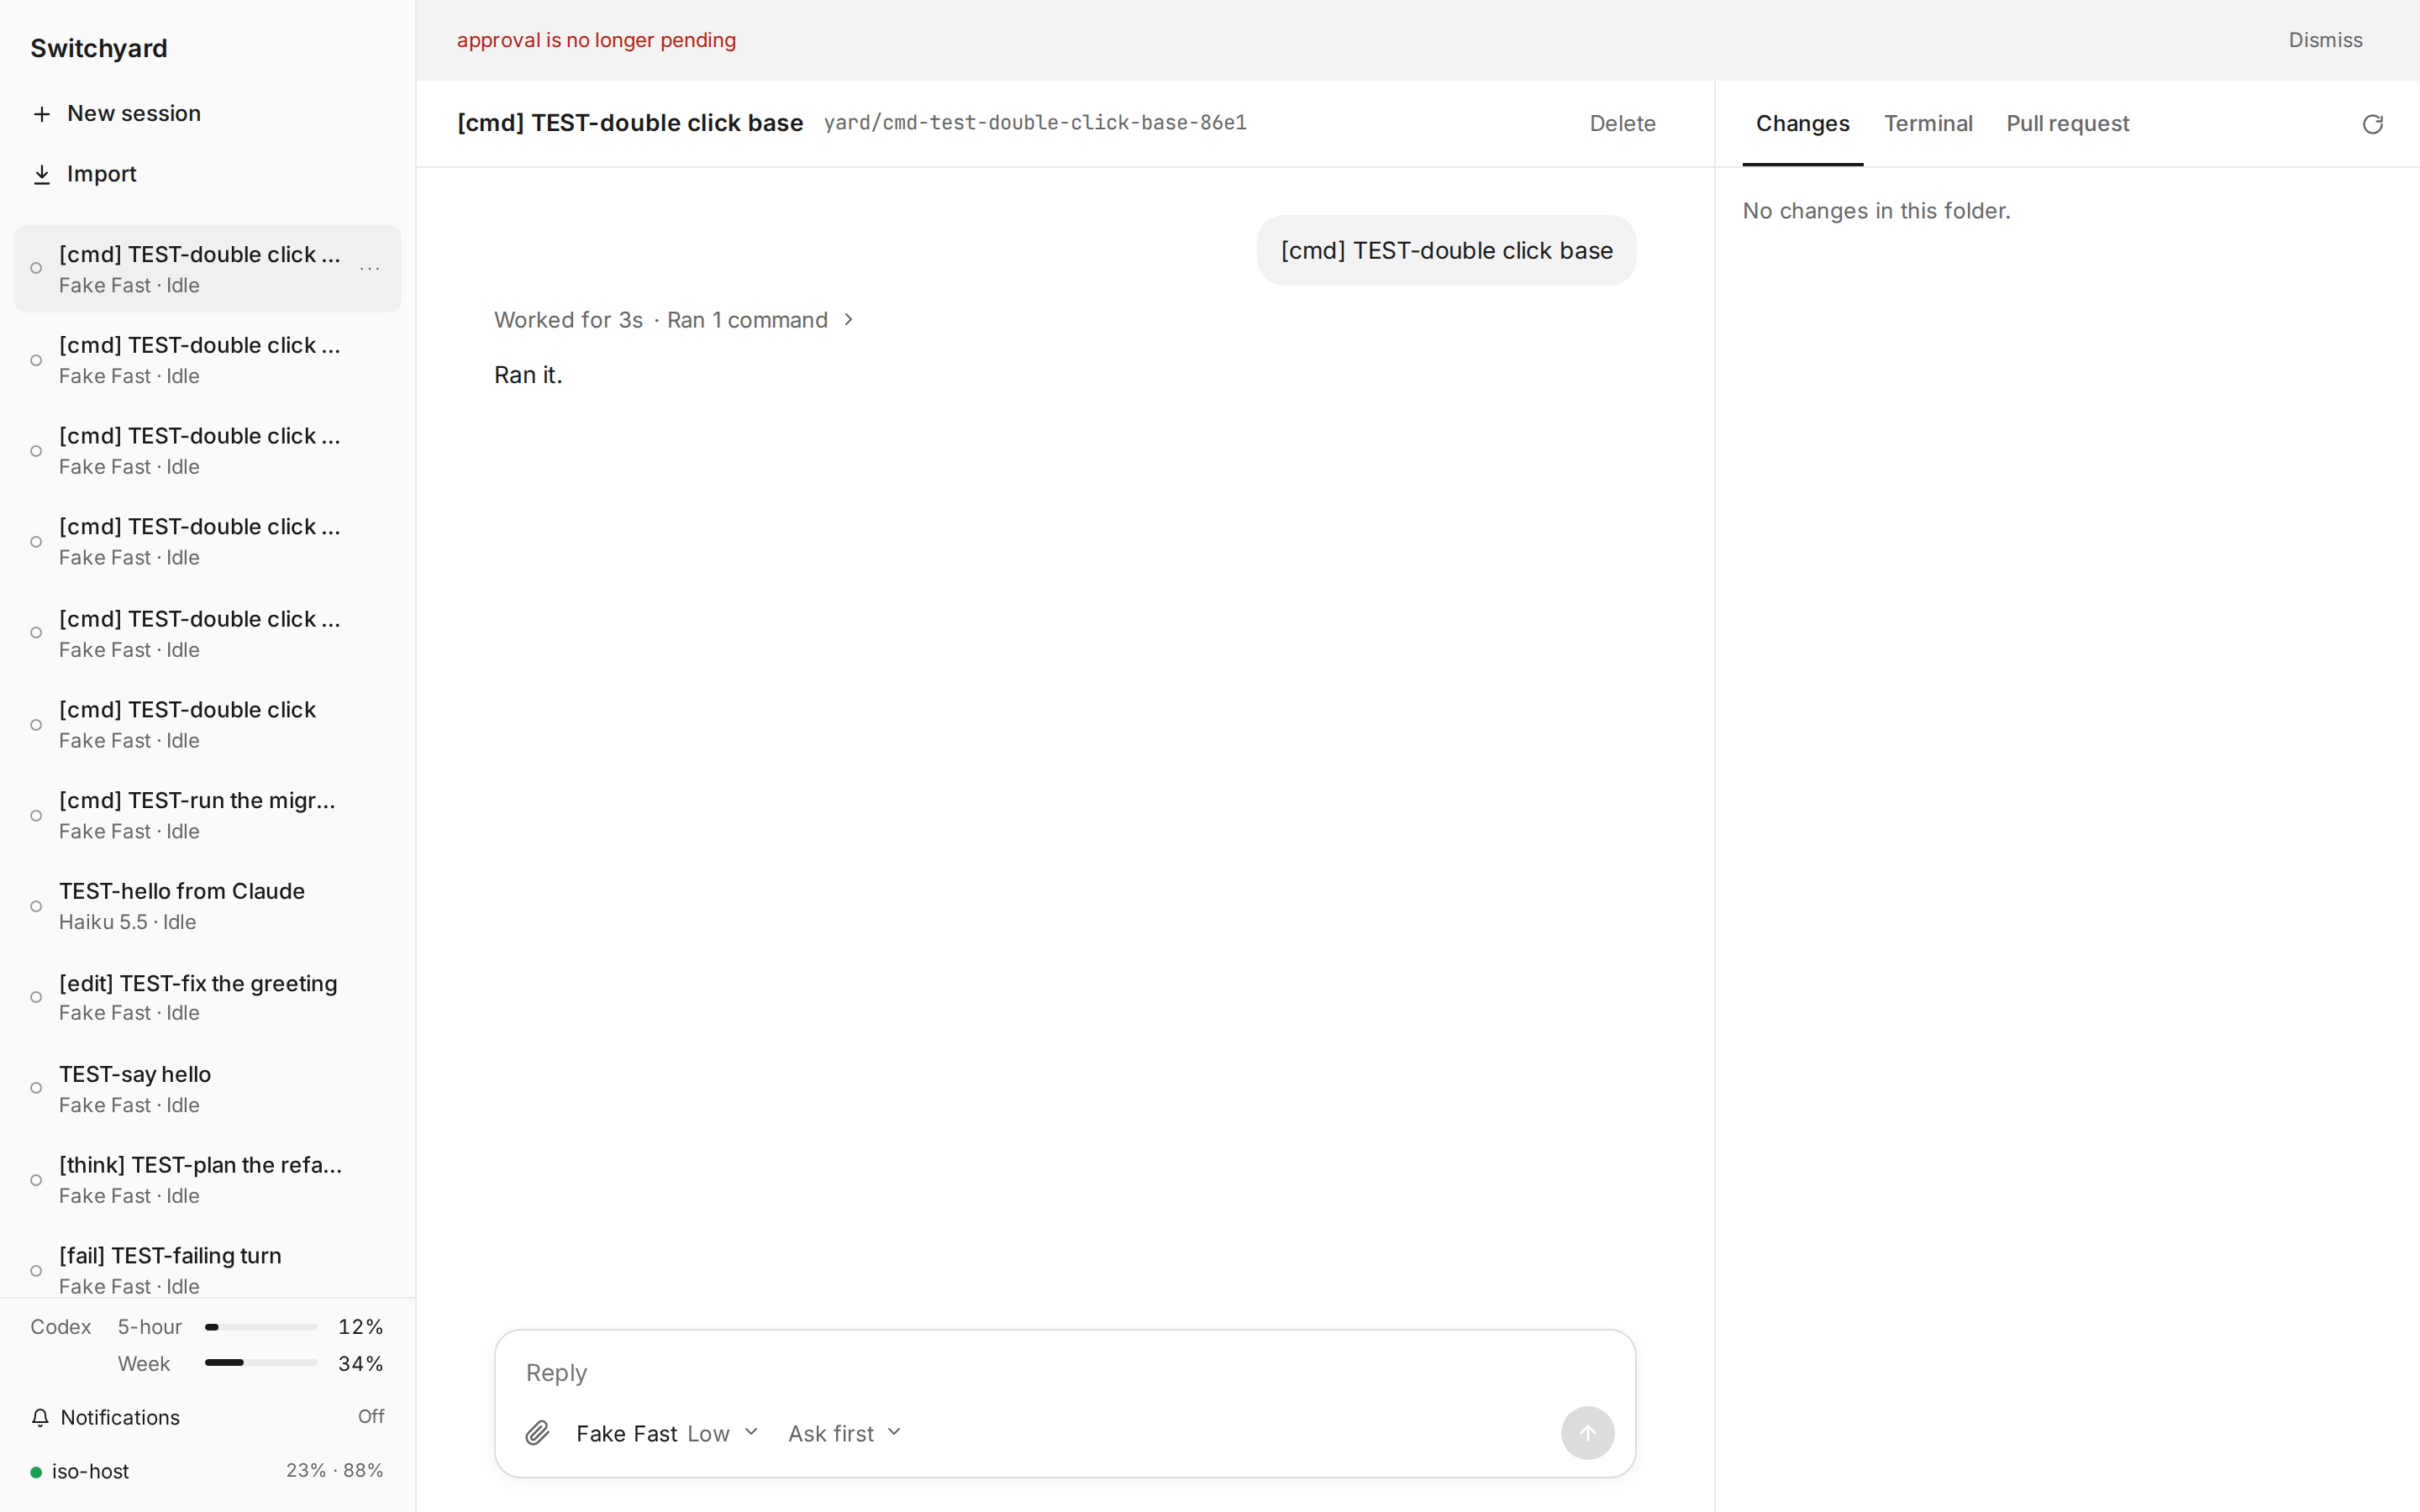 Switchyard
New session
Import
[cmd] TEST-double click ...
Fake Fast · Idle
[cmd] TEST-double click ...
Fake Fast · Idle
[cmd] TEST-double click ...
Fake Fast · Idle
[cmd] TEST-double click ...
Fake Fast · Idle
[cmd] TEST-double click ...
Fake Fast · Idle
[cmd] TEST-double click
Fake Fast · Idle
[cmd] TEST-run the migr...
Fake Fast · Idle
TEST-hello from Claude
Haiku 5.5 · Idle
[edit] TEST-fix the greeting
Fake Fast · Idle
TEST-say hello
Fake Fast · Idle
[think] TEST-plan the refa...
Fake Fast · Idle
[fail] TEST-failing turn
Fake Fast · Idle
Codex 5-hour 12%
Week 34%
Notifications Off
iso-host 23% · 88%
approval is no longer pending Dismiss
[cmd] TEST-double click base yard/cmd-test-double-click-base-86e1 Delete
[cmd] TEST-double click base
Worked for 3s · Ran 1 command
Ran it.
Reply
Fake Fast Low Ask first
Changes Terminal Pull request
No changes in this folder.